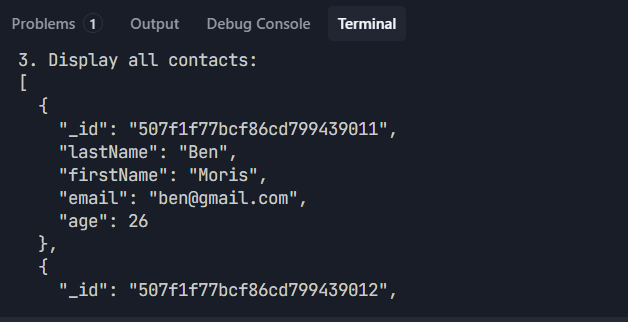 Problems 1 Output Debug Console Terminal
3. Display all contacts:
[
  {
    "_id": "507f1f77bcf86cd799439011",
    "lastName": "Ben",
    "firstName": "Moris",
    "email": "ben@gmail.com",
    "age": 26
  },
  {
    "_id": "507f1f77bcf86cd799439012",